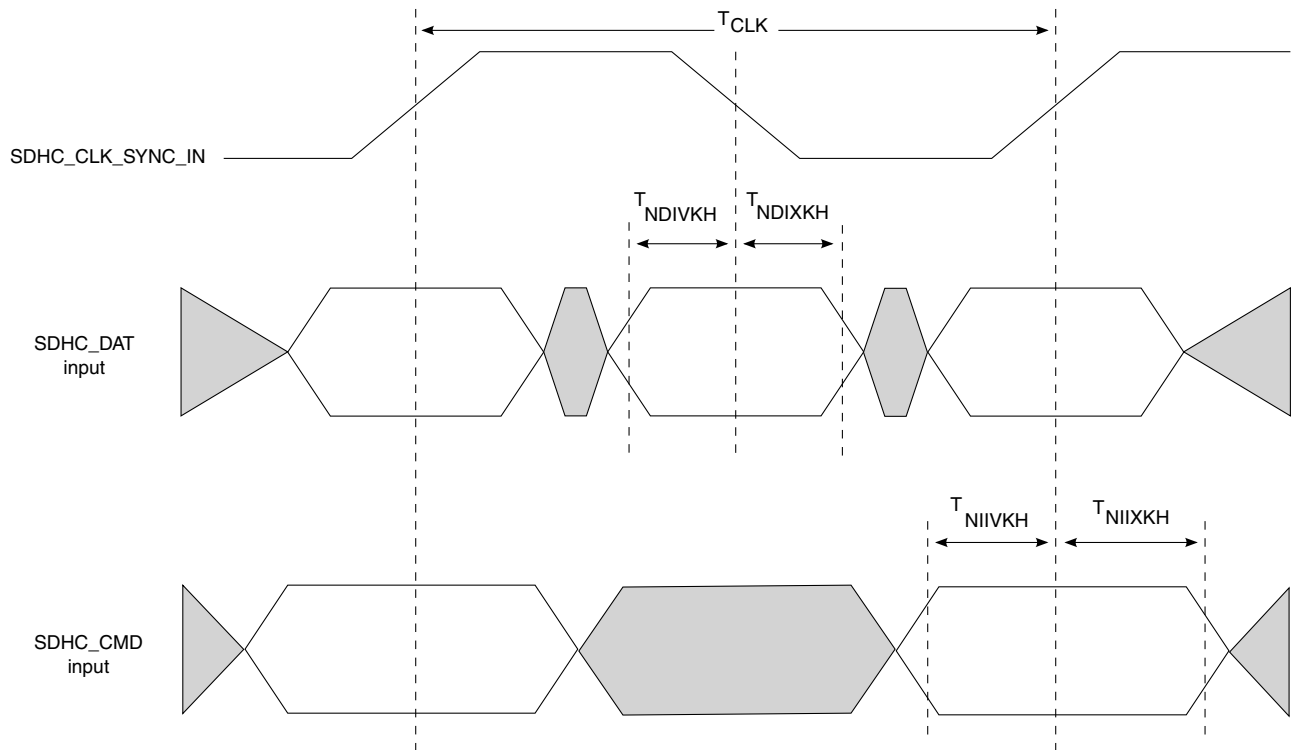 TCLK
SDHC_CLK_SYNC_IN
TNDIVKH
TNDIXKH
SDHC_DAT
input
TNIIVKH
TNIIXKH
SDHC_CMD
input